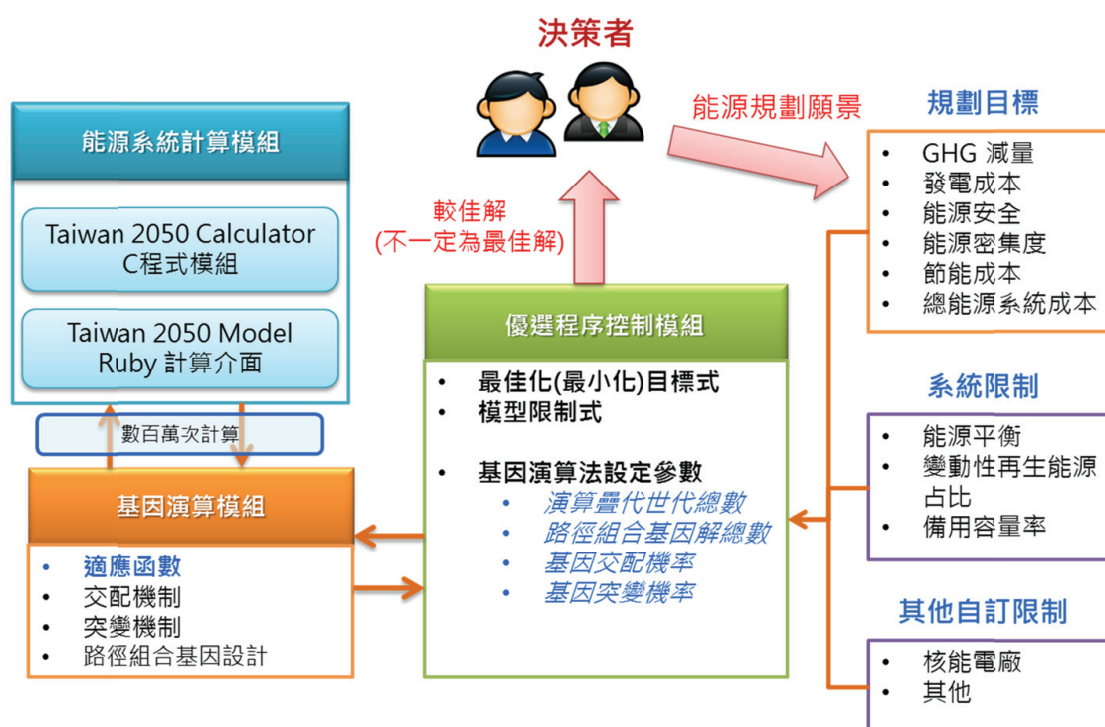 決策者
能源規劃願景
較佳解
(不一定為最佳解)
能源系統計算模組
Taiwan 2050 Calculator
C程式模組
Taiwan 2050 Model
Ruby 計算介面
數百萬次計算
基因演算模組
• 適應函數
• 交配機制
• 突變機制
• 路徑組合基因設計
優選程序控制模組
• 最佳化(最小化)目標式
• 模型限制式
• 基因演算法設定參數
• 演算疊代世代總數
• 路徑組合基因解總數
• 基因交配機率
• 基因突變機率
規劃目標
• GHG 減量
• 發電成本
• 能源安全
• 能源密集度
• 節能成本
• 總能源系統成本
系統限制
• 能源平衡
• 變動性再生能源
占比
• 備用容量率
其他自訂限制
• 核能電廠
• 其他